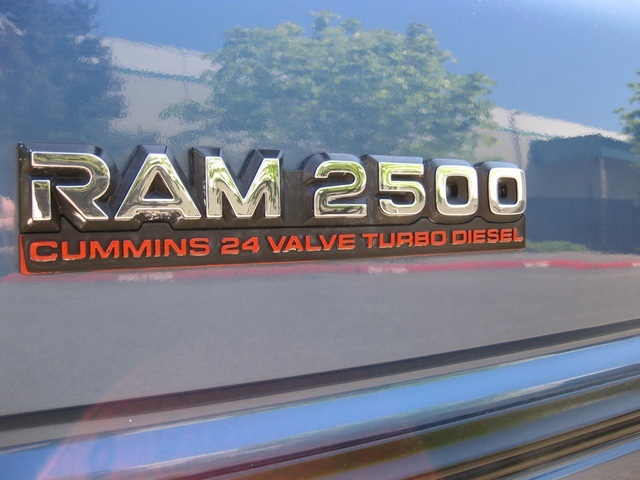 RAM 2500
CUMMINS 24 VALVE TURBO DIESEL